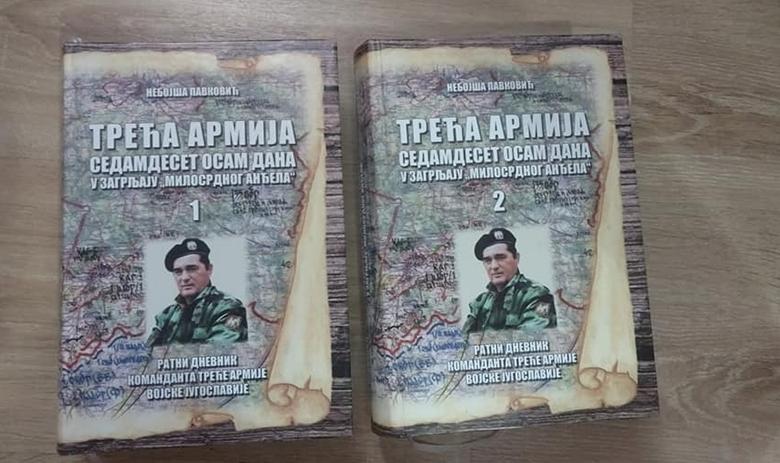 НЕБОЈША ПАВКОВИЋ
ТРЕЋА АРМИЈА
СЕДАМДЕСЕТ ОСАМ ДАНА
У ЗАГРЉАЈУ „МИЛОСРДНОГ АНЂЕЛА“
1
РАТНИ ДНЕВНИК
КОМАНДАНТА ТРЕЋЕ АРМИЈЕ
ВОЈСКЕ ЈУГОСЛАВИЈЕ
НЕБОЈША ПАВКОВИЋ
ТРЕЋА АРМИЈА
СЕДАМДЕСЕТ ОСАМ ДАНА
У ЗАГРЉАЈУ „МИЛОСРДНОГ АНЂЕЛА“
2
РАТНИ ДНЕВНИК
КОМАНДАНТА ТРЕЋЕ АРМИЈЕ
ВОЈСКЕ ЈУГОСЛАВИЈЕ